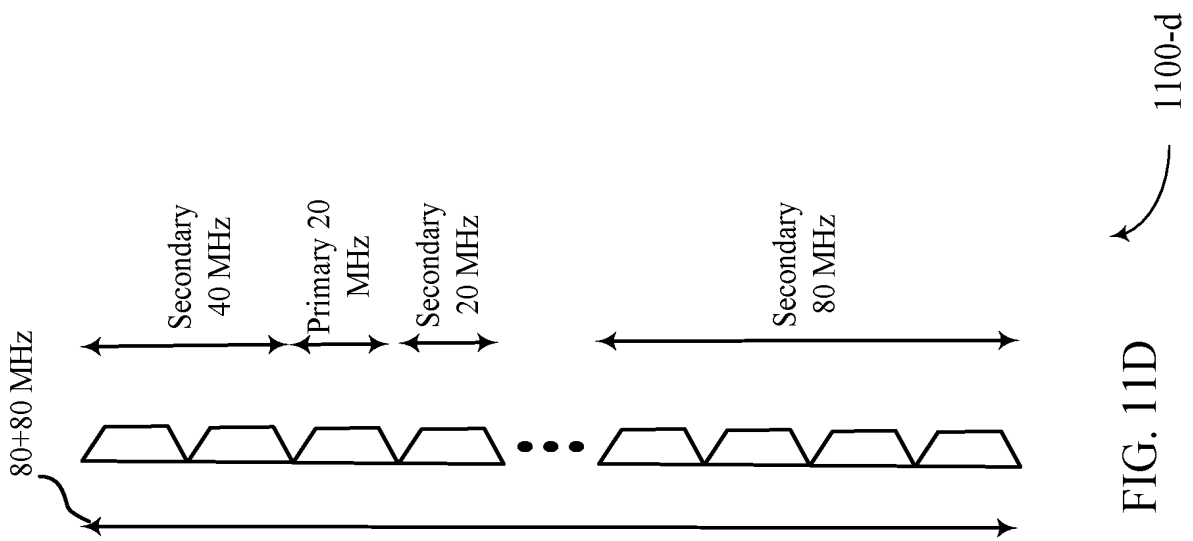 80+80 MHz
Secondary
40 MHz
Primary 20
MHz
Secondary
20 MHz
Secondary
80 MHz
1100-d
FIG. 11D